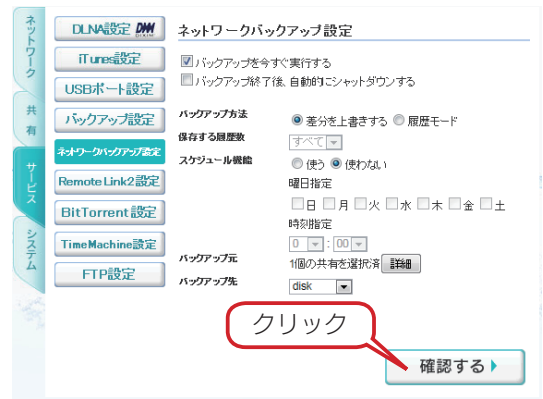 ネットワーク
共有
サービス
システム
DLNA設定 DMM
iTunes設定
USBポート設定
バックアップ設定
ネットワークバックアップ設定
RemoteLink2設定
BitTorrent設定
TimeMachine設定
FTP設定
ネットワークバックアップ設定
バックアップを今すぐ実行する
バックアップ終了後、自動的にシャットダウンする
バックアップ方法 差分を上書きする 履歴モード
保存する履歴数 すべて
スケジュール機能 使う 使わない
曜日指定
日 月 火 水 木 金 土
時刻指定
0 : 00
バックアップ元 1個の共有を選択済 詳細
バックアップ先 disk
クリック
確認する